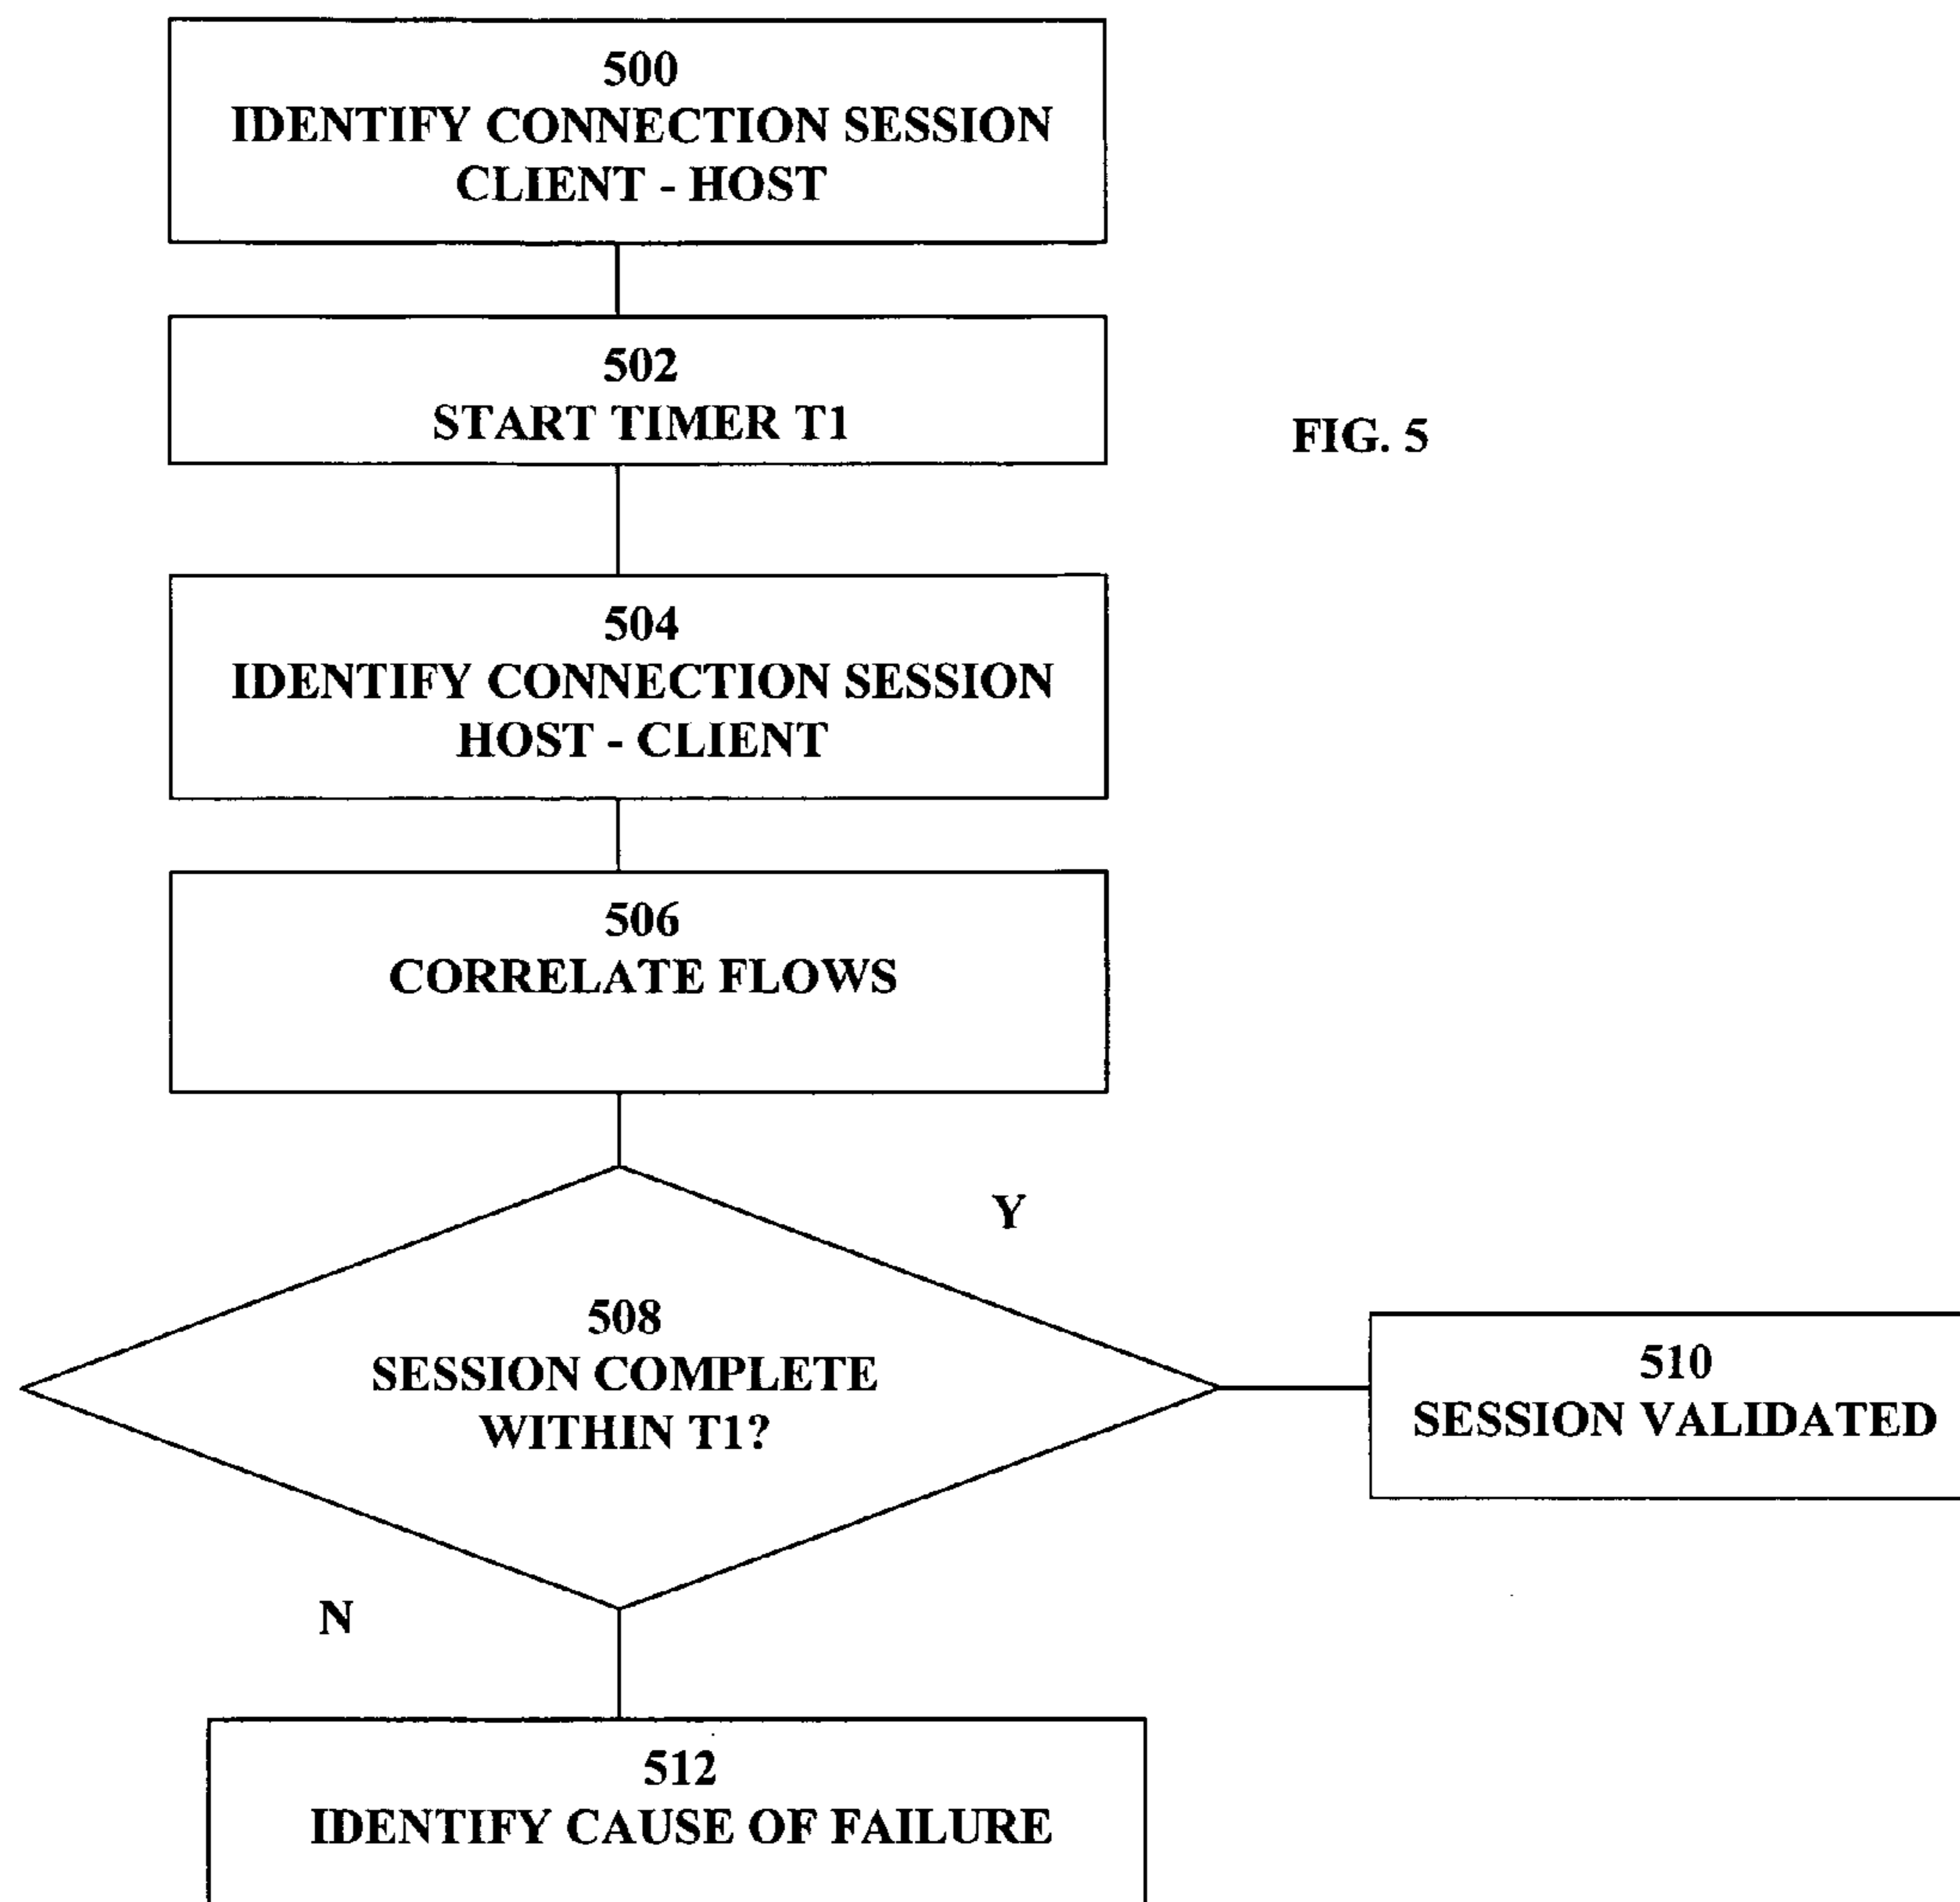 500
IDENTIFY CONNECTION SESSION
CLIENT - HOST
502
START TIMER T1
FIG. 5
504
IDENTIFY CONNECTION SESSION
HOST - CLIENT
506
CORRELATE FLOWS
Y
508
SESSION COMPLETE
WITHIN T1?
510
SESSION VALIDATED
N
512
IDENTIFY CAUSE OF FAILURE